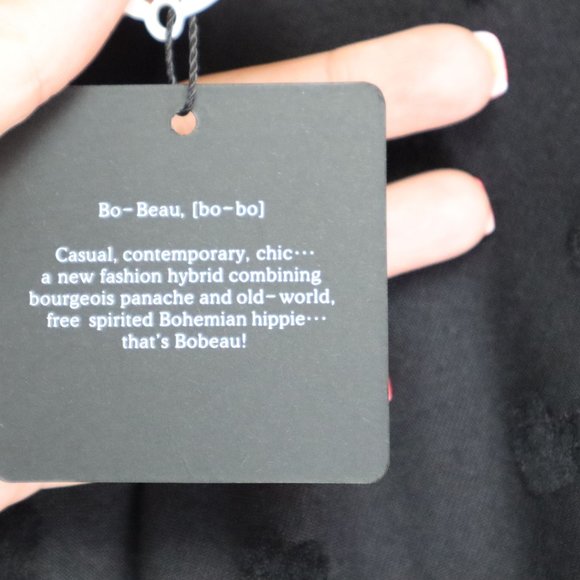 Bo-Beau, [bo-bo]
Casual, contemporary, chic···
a new fashion hybrid combining
bourgeois panache and old-world,
free spirited Bohemian hippie···
that's Bobeau!